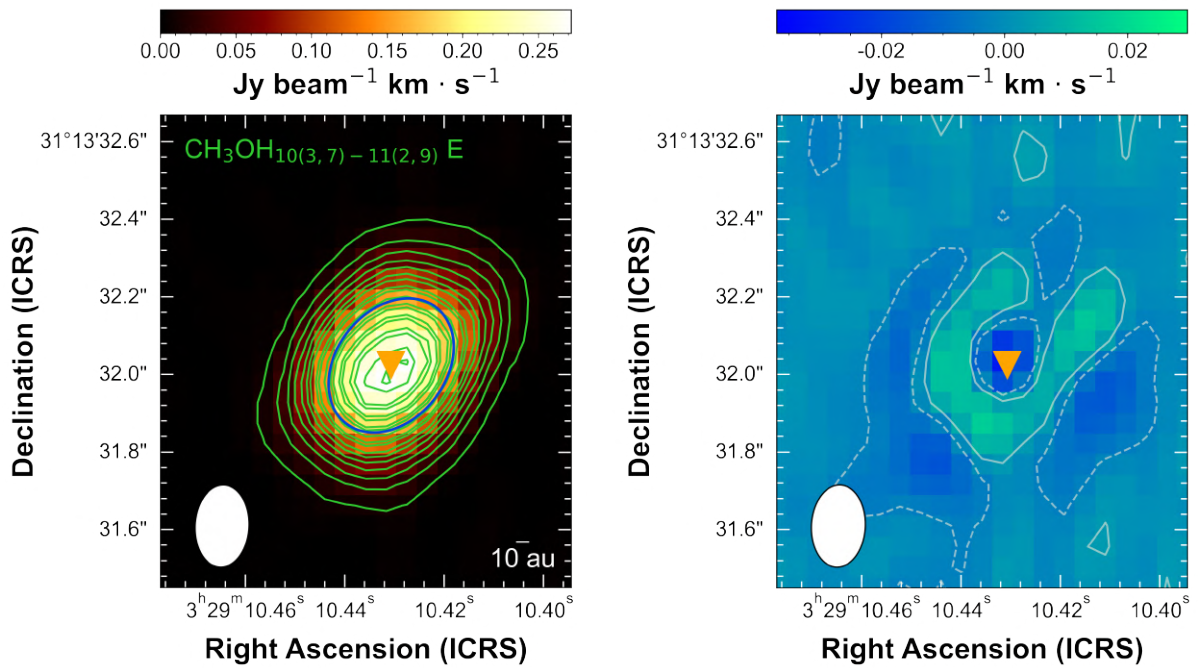 0.00 0.05 0.10 0.15 0.20 0.25
Jy beam⁻¹ km · s⁻¹
31°13'32.6"
32.4"
32.2"
32.0"
31.8"
31.6"
Declination (ICRS)
CH₃OH₁₀₍₃,₇₎₋₁₁₍₂,₉₎ E
10 au
3ʰ29ᵐ10.46ˢ 10.44ˢ 10.42ˢ 10.40ˢ
Right Ascension (ICRS)
-0.02 0.00 0.02
Jy beam⁻¹ km · s⁻¹
31°13'32.6"
32.4"
32.2"
32.0"
31.8"
31.6"
Declination (ICRS)
3ʰ29ᵐ10.46ˢ 10.44ˢ 10.42ˢ 10.40ˢ
Right Ascension (ICRS)